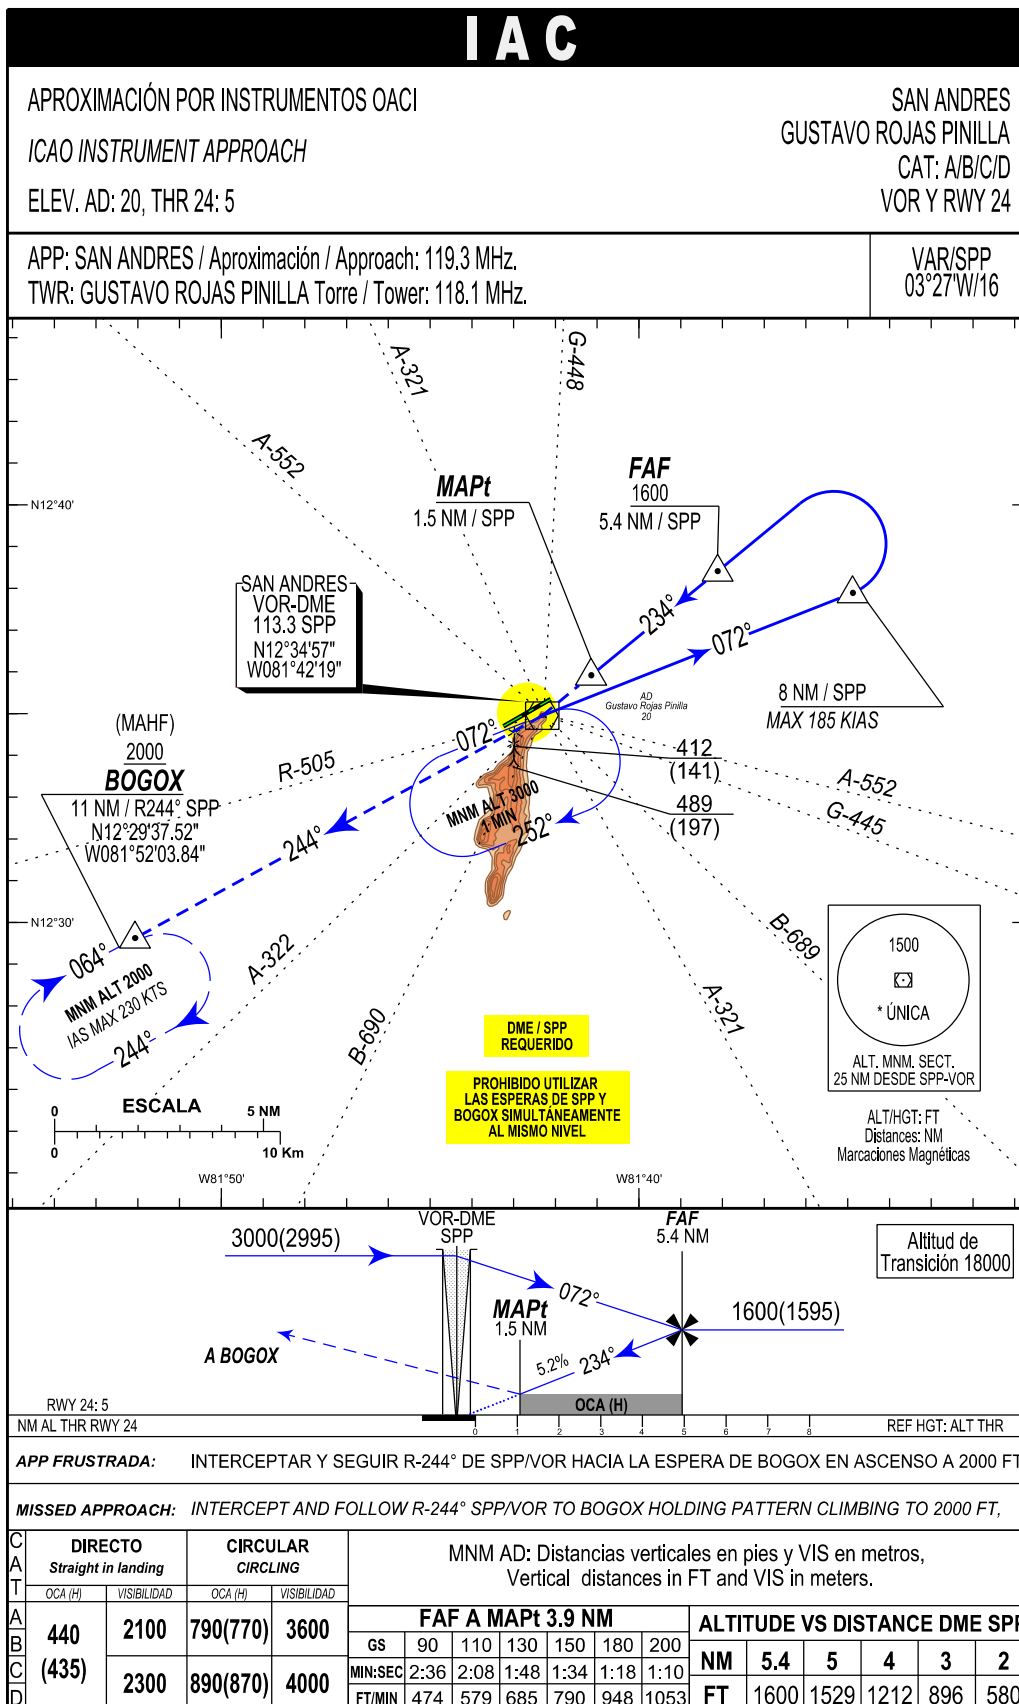 IAC
APROXIMACIÓN POR INSTRUMENTOS OACI
ICAO INSTRUMENT APPROACH
ELEV. AD: 20, THR 24: 5
SAN ANDRES
GUSTAVO ROJAS PINILLA
CAT: A/B/C/D
VOR Y RWY 24
APP: SAN ANDRES / Aproximación / Approach: 119.3 MHz.
TWR: GUSTAVO ROJAS PINILLA Torre / Tower: 118.1 MHz.
VAR/SPP
03°27'W/16
A-321
G-448
A-552
N12°40'
MAPt
1.5 NM / SPP
FAF
1600
5.4 NM / SPP
SAN ANDRES
VOR-DME
113.3 SPP
N12°34'57"
W081°42'19"
234°
072°
8 NM / SPP
MAX 185 KIAS
AD
Gustavo Rojas Pinilla
20
(MAHF)
2000
BOGOX
11 NM / R244° SPP
N12°29'37.52"
W081°52'03.84"
R-505
072°
412
(141)
489
(197)
MNM ALT 3000
1 MIN
252°
244°
A-552
G-445
N12°30'
064°
MNM ALT 2000
IAS MAX 230 KTS
244°
A-322
B-690
B-689
A-321
1500
* ÚNICA
ALT. MNM. SECT.
25 NM DESDE SPP-VOR
DME / SPP
REQUERIDO
PROHIBIDO UTILIZAR
LAS ESPERAS DE SPP Y
BOGOX SIMULTÁNEAMENTE
AL MISMO NIVEL
ALT/HGT: FT
Distances: NM
Marcaciones Magnéticas
0 ESCALA 5 NM
0 10 Km
W81°50'
W81°40'
3000(2995)
VOR-DME
SPP
FAF
5.4 NM
Altitud de
Transición 18000
072°
MAPt
1.5 NM
1600(1595)
A BOGOX
5.2%
234°
OCA (H)
RWY 24: 5
NM AL THR RWY 24
0 1 2 3 4 5 6 7 8
REF HGT: ALT THR
APP FRUSTRADA: INTERCEPTAR Y SEGUIR R-244° DE SPP/VOR HACIA LA ESPERA DE BOGOX EN ASCENSO A 2000 FT
MISSED APPROACH: INTERCEPT AND FOLLOW R-244° SPP/VOR TO BOGOX HOLDING PATTERN CLIMBING TO 2000 FT,
CAT
DIRECTO
Straight in landing
CIRCULAR
CIRCLING
OCA (H) VISIBILIDAD OCA (H) VISIBILIDAD
A
B
C
D
440
(435)
2100 790(770) 3600
2300 890(870) 4000
MNM AD: Distancias verticales en pies y VIS en metros,
Vertical distances in FT and VIS in meters.
FAF A MAPt 3.9 NM
GS 90 110 130 150 180 200
MIN:SEC 2:36 2:08 1:48 1:34 1:18 1:10
FT/MIN 474 579 685 790 948 1053
ALTITUDE VS DISTANCE DME SPP
NM 5.4 5 4 3 2
FT 1600 1529 1212 896 580